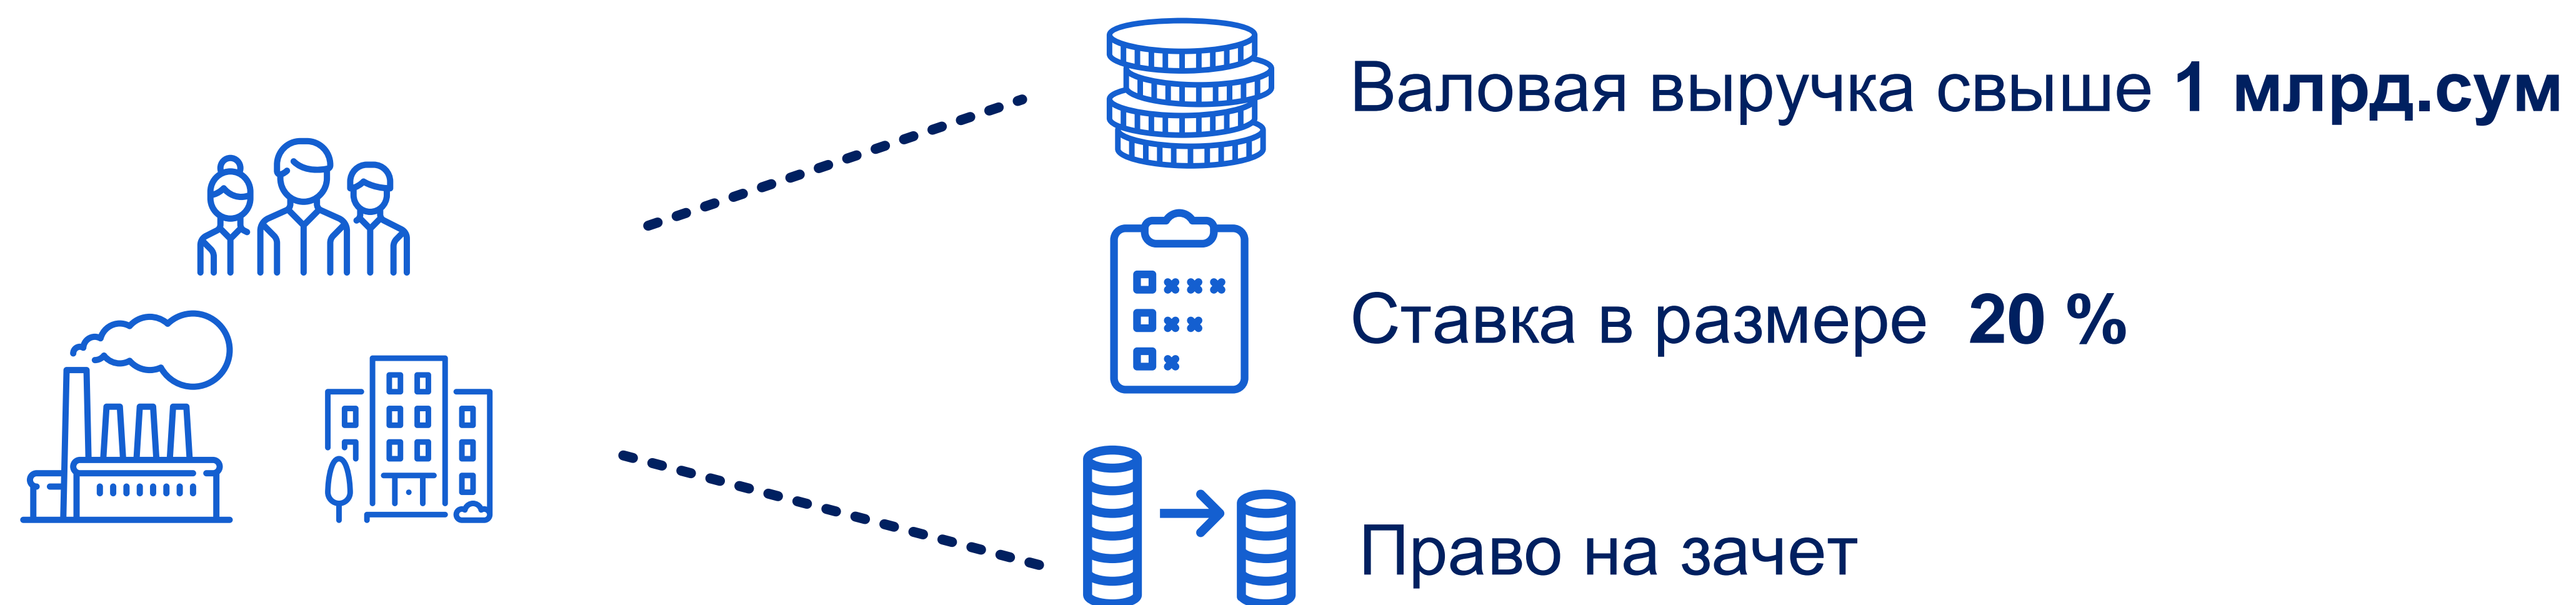 Валовая выручка свыше 1 млрд.сум
Ставка в размере 20 %
Право на зачет